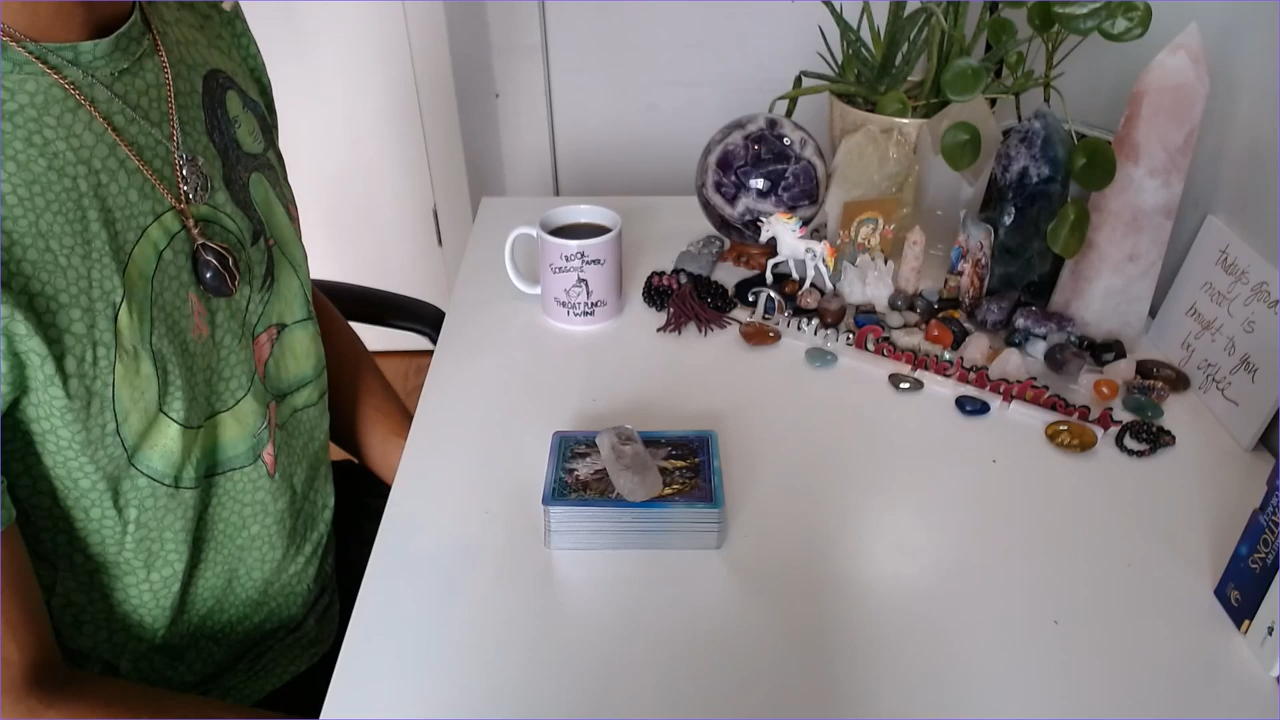 (ROCK,
PAPER,
SCISSORS,
THROAT PUNCH!
I WIN!
Divine
Conversations
today's good
mood is
brought to you
by coffee